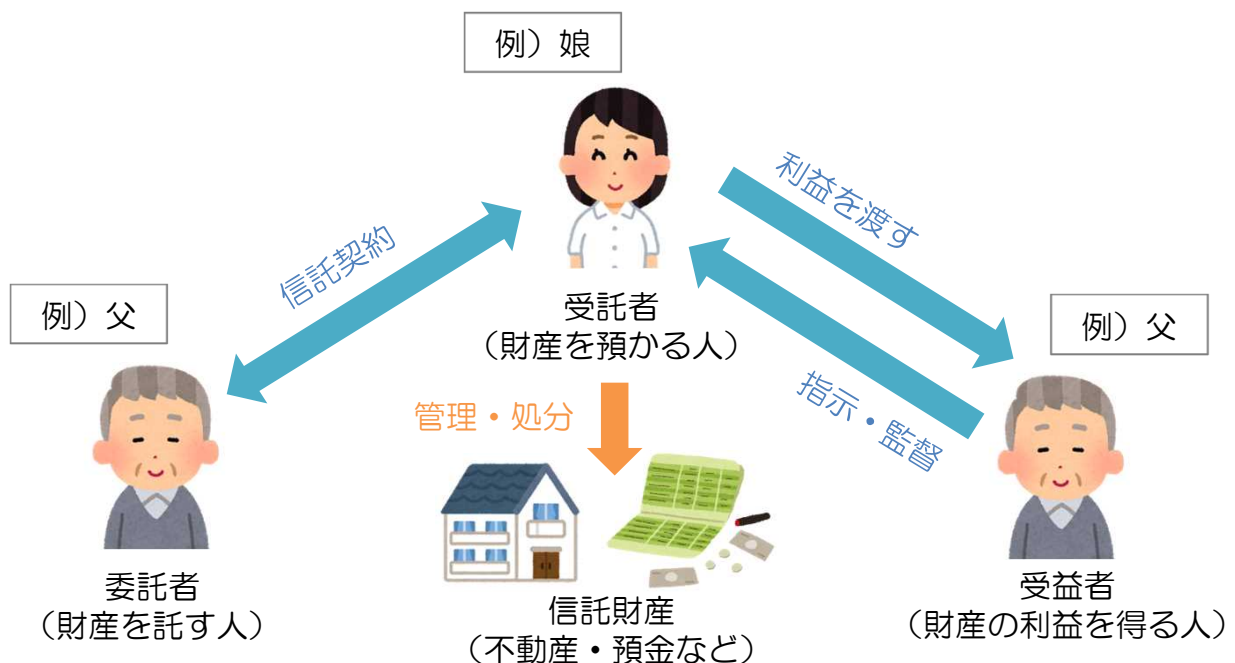 例）娘
利益を渡す
信託契約
例）父
受託者
（財産を預かる人）
例）父
指示・監督
管理・処分
委託者
（財産を託す人）
信託財産
（不動産・預金など）
受益者
（財産の利益を得る人）